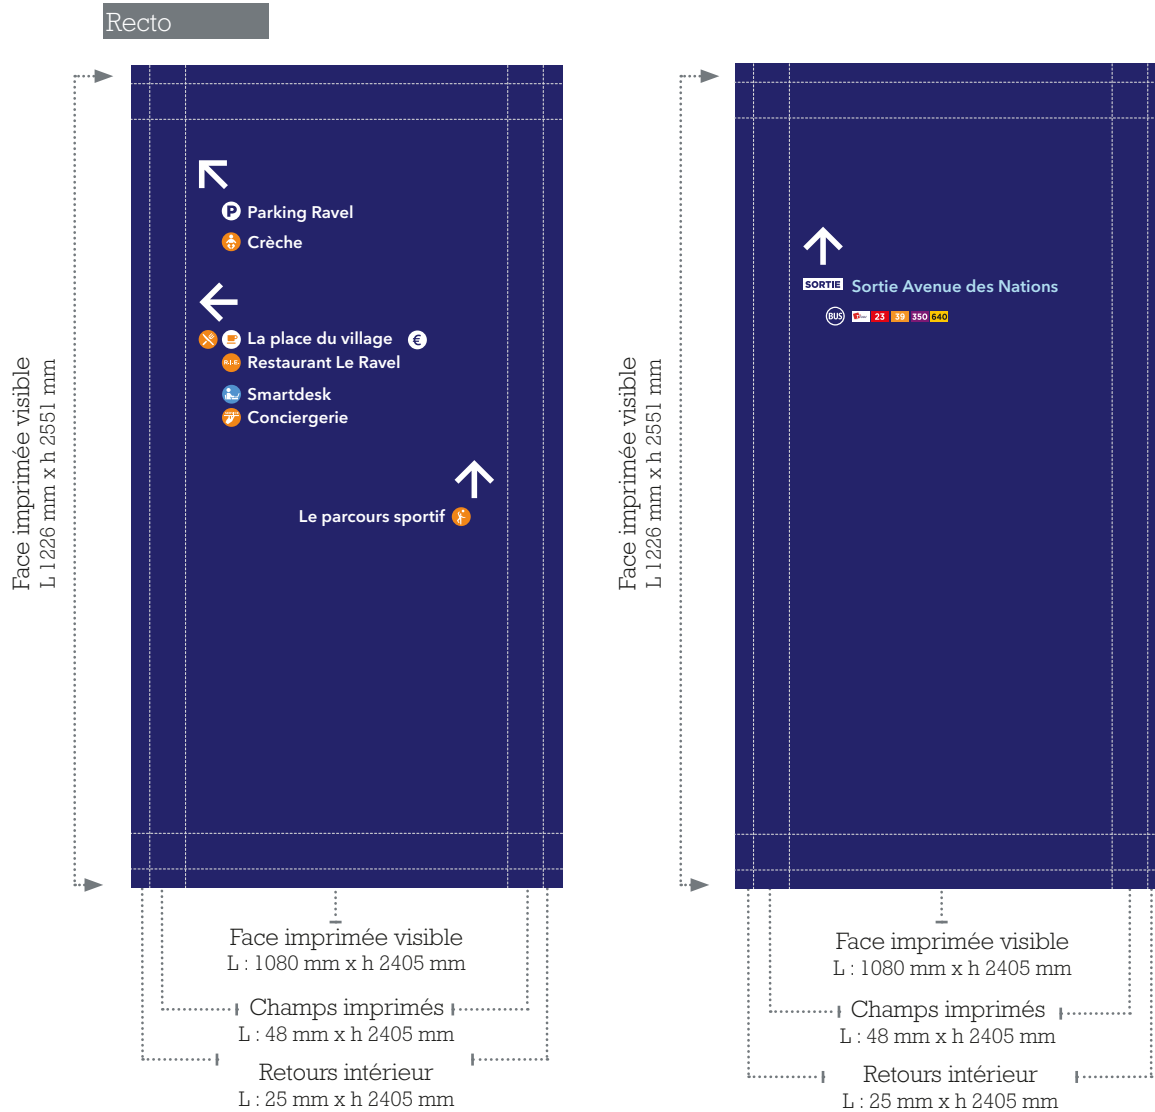 Recto
Face imprimée visible
L 1226 mm x h 2551 mm
P Parking Ravel
Crèche
La place du village €
R.I.E Restaurant Le Ravel
Smartdesk
Conciergerie
Le parcours sportif
Face imprimée visible
L : 1080 mm x h 2405 mm
Champs imprimés
L : 48 mm x h 2405 mm
Retours intérieur
L : 25 mm x h 2405 mm
Face imprimée visible
L 1226 mm x h 2551 mm
SORTIE Sortie Avenue des Nations
BUS 23 39 350 640
Face imprimée visible
L : 1080 mm x h 2405 mm
Champs imprimés
L : 48 mm x h 2405 mm
Retours intérieur
L : 25 mm x h 2405 mm